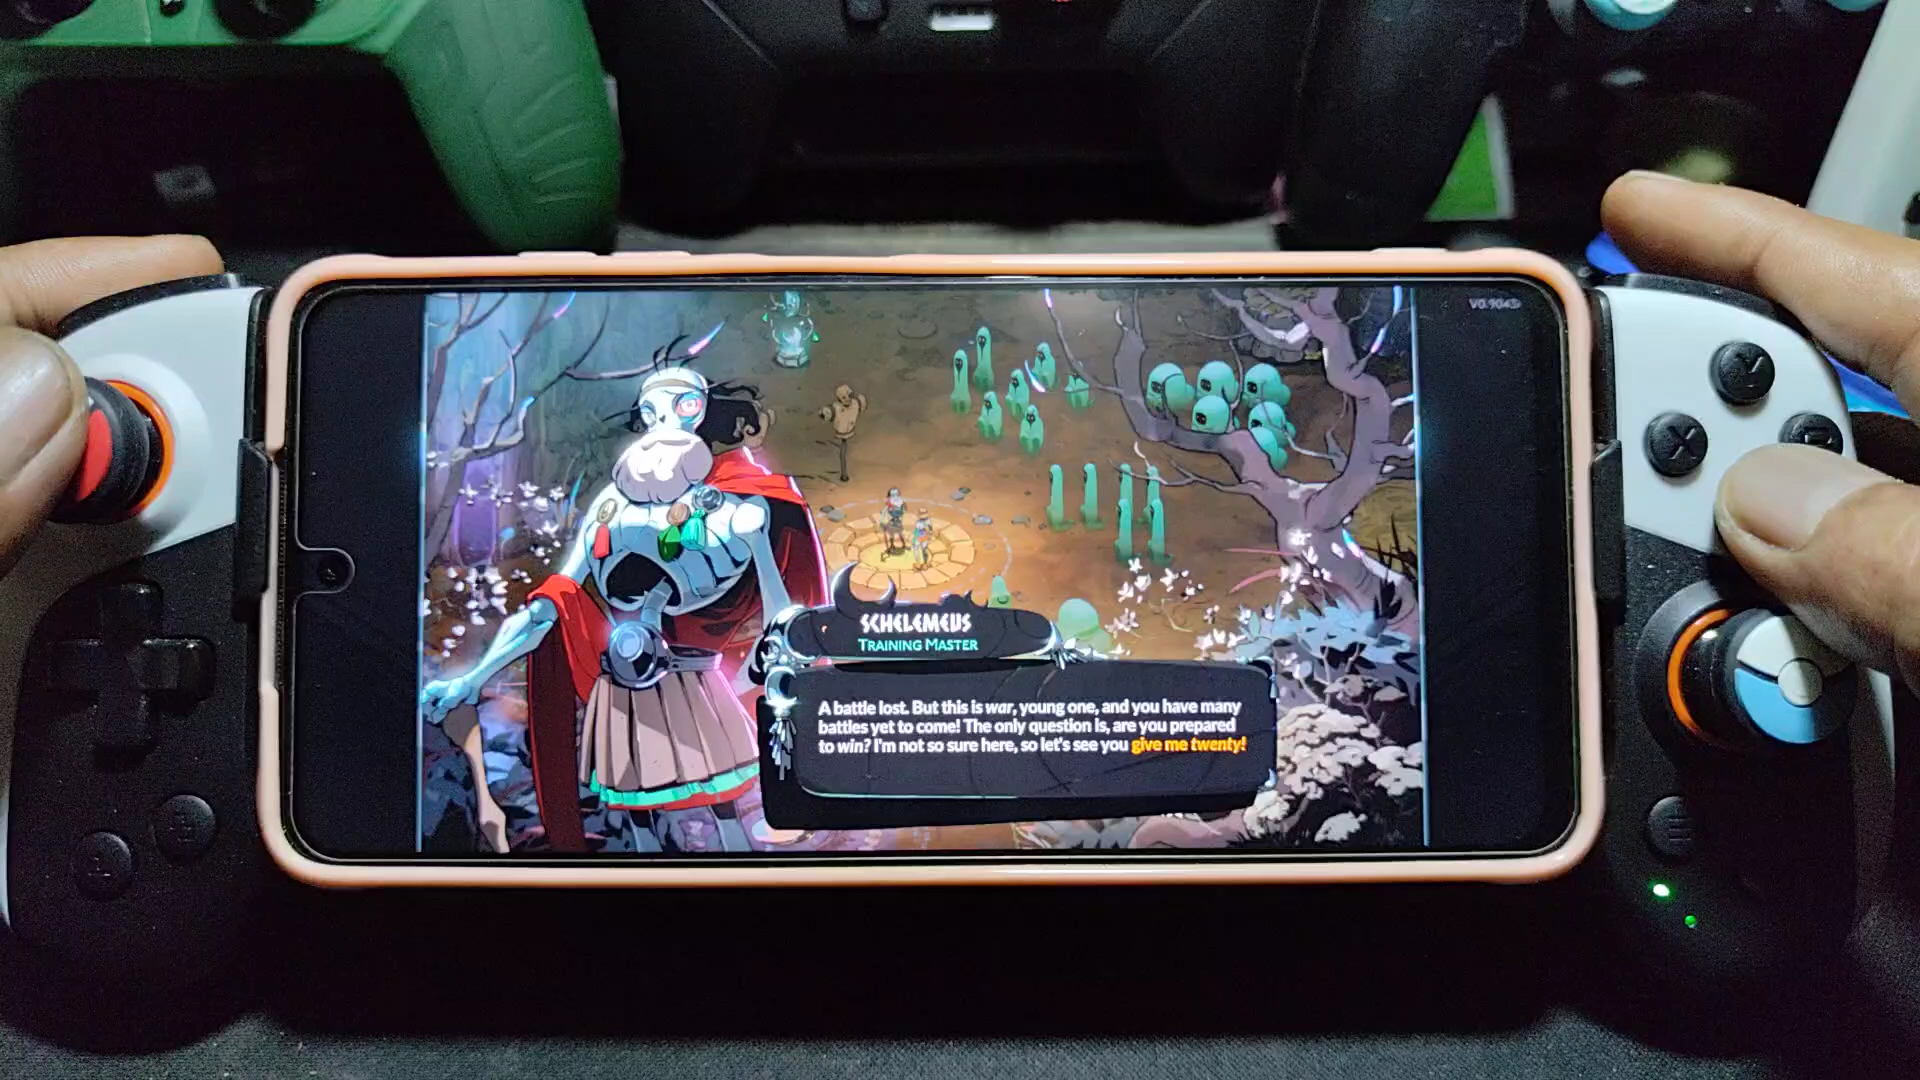 V0.9043
SCHELEMEUS
TRAINING MASTER
A battle lost. But this is war, young one, and you have many
battles yet to come! The only question is, are you prepared
to win? I'm not so sure here, so let's see you give me twenty!
Y
X